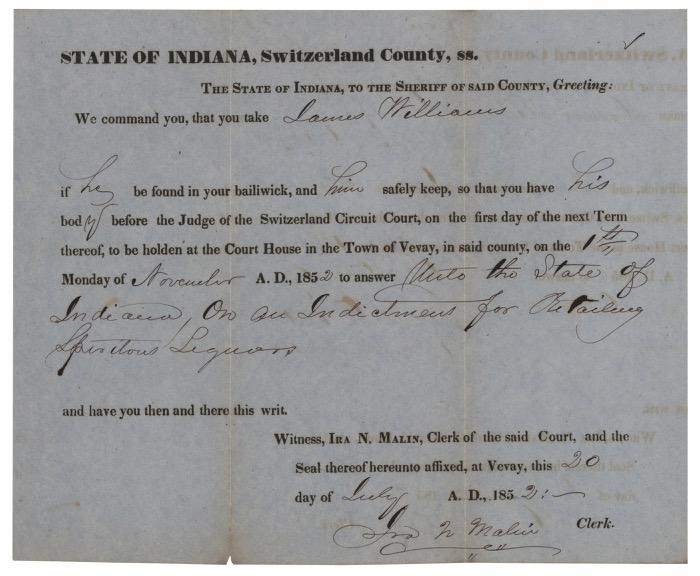 STATE OF INDIANA, Switzerland County, ss.
THE STATE OF INDIANA, TO THE SHERIFF OF SAID COUNTY, Greeting:
We command you, that you take James Williams
if he be found in your bailiwick, and him safely keep, so that you have his
body before the Judge of the Switzerland Circuit Court, on the first day of the next Term
thereof, to be holden at the Court House in the Town of Vevay, in said county, on the 1th
Monday of November A. D., 1852 to answer Unto the State of
Indiana, On an Indictment for Retailing
Spiritous Liquors
and have you then and there this writ.
Witness, IRA N. MALIN, Clerk of the said Court, and the
Seal thereof hereunto affixed, at Vevay, this 20
day of July A. D., 1852:
Ira N Malin Clerk.